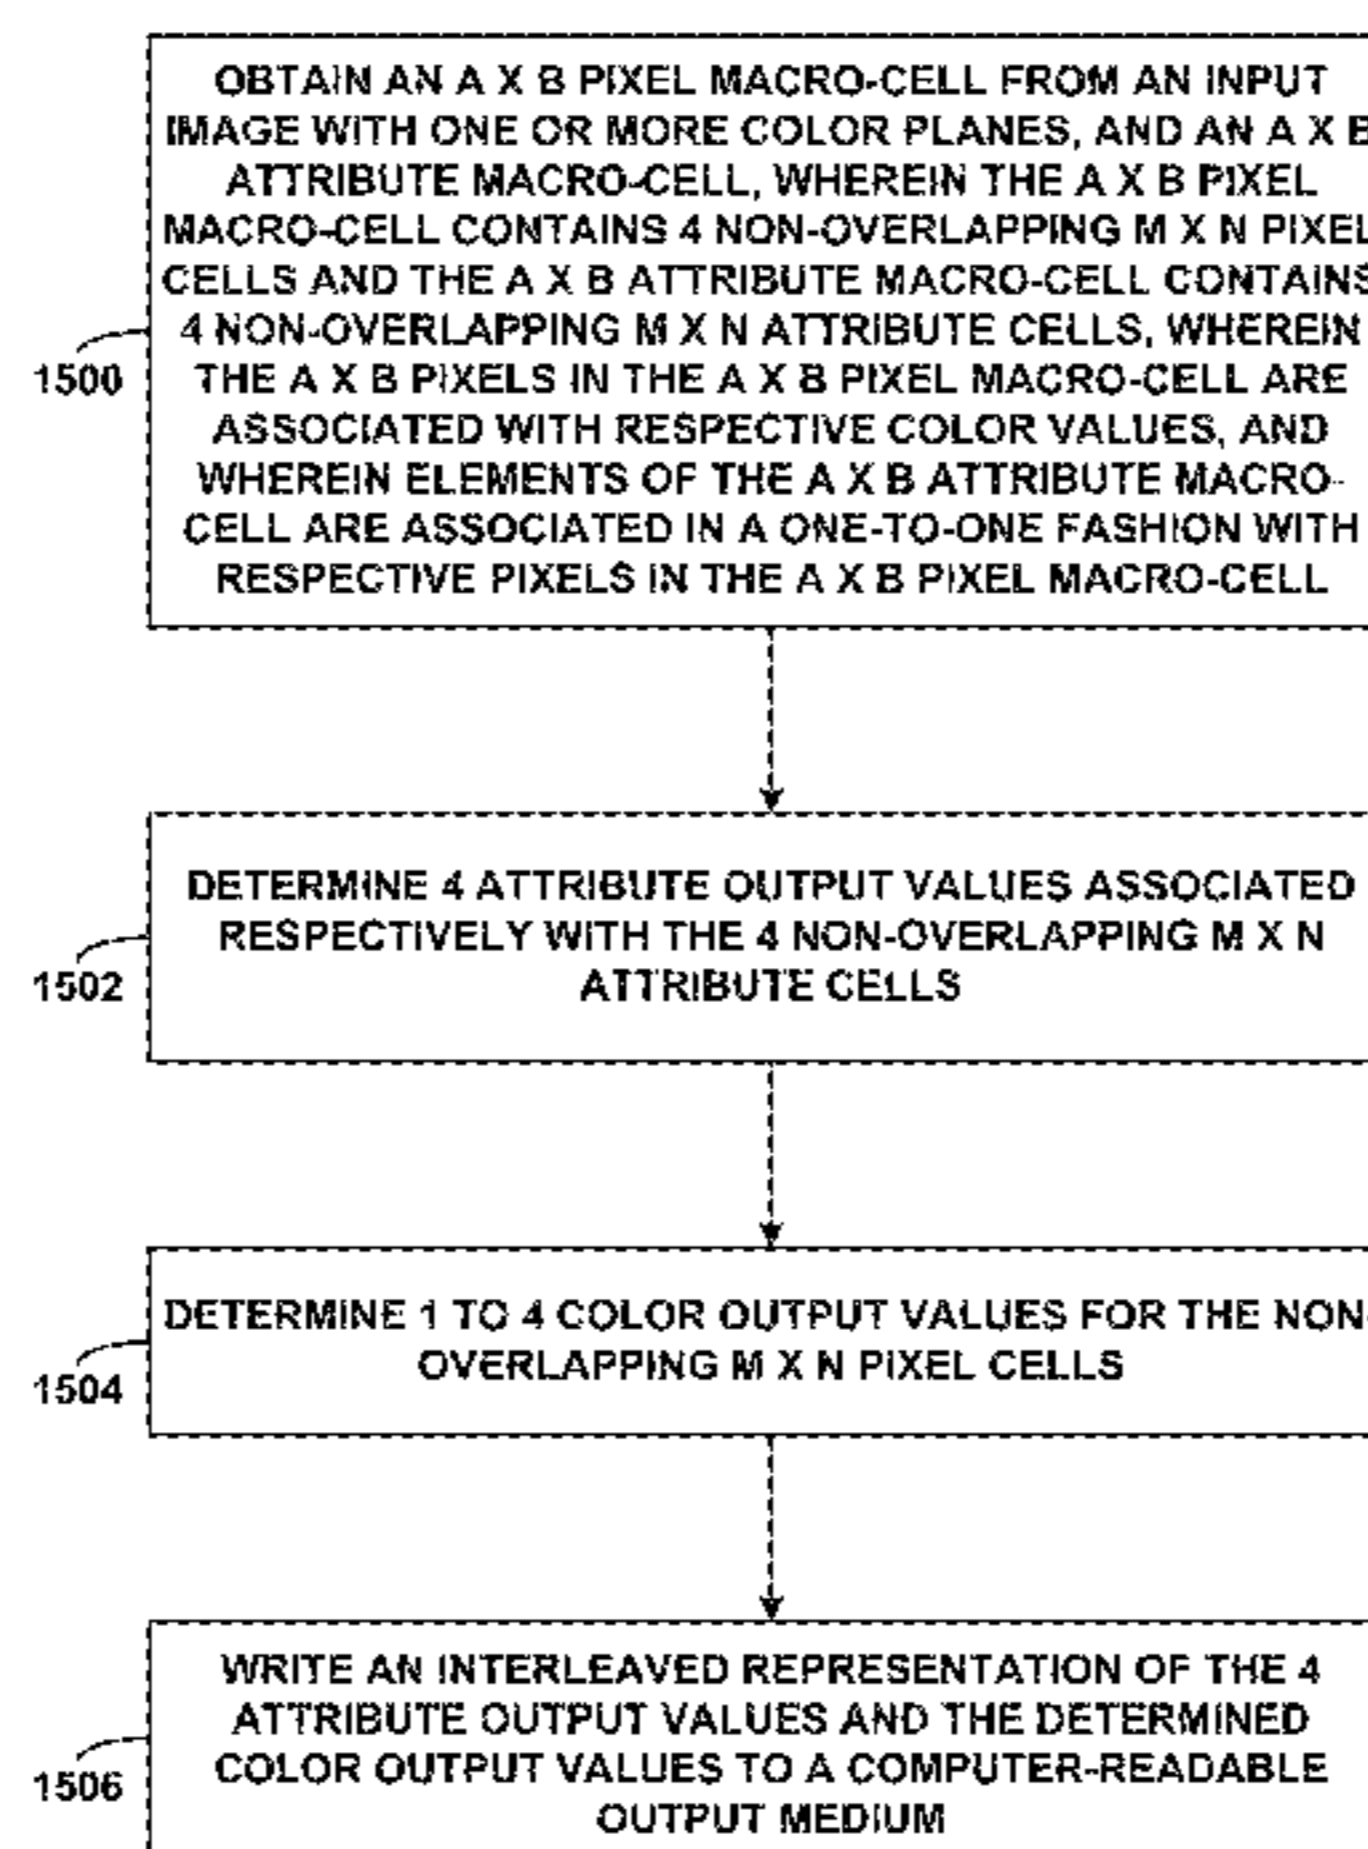 OBTAIN AN A X B PIXEL MACRO-CELL FROM AN INPUT
IMAGE WITH ONE OR MORE COLOR PLANES, AND AN A X B
ATTRIBUTE MACRO-CELL, WHEREIN THE A X B PIXEL
MACRO-CELL CONTAINS 4 NON-OVERLAPPING M X N PIXEL
CELLS AND THE A X B ATTRIBUTE MACRO-CELL CONTAINS
4 NON-OVERLAPPING M X N ATTRIBUTE CELLS, WHEREIN
1500
THE A X B PIXELS IN THE A X B PIXEL MACRO-CELL ARE
ASSOCIATED WITH RESPECTIVE COLOR VALUES, AND
WHEREIN ELEMENTS OF THE A X B ATTRIBUTE MACRO-
CELL ARE ASSOCIATED IN A ONE-TO-ONE FASHION WITH
RESPECTIVE PIXELS IN THE A X B PIXEL MACRO-CELL
DETERMINE 4 ATTRIBUTE OUTPUT VALUES ASSOCIATED
RESPECTIVELY WITH THE 4 NON-OVERLAPPING M X N
1502
ATTRIBUTE CELLS
DETERMINE 1 TO 4 COLOR OUTPUT VALUES FOR THE NON-
OVERLAPPING M X N PIXEL CELLS
1504
WRITE AN INTERLEAVED REPRESENTATION OF THE 4
ATTRIBUTE OUTPUT VALUES AND THE DETERMINED
COLOR OUTPUT VALUES TO A COMPUTER-READABLE
1506
OUTPUT MEDIUM